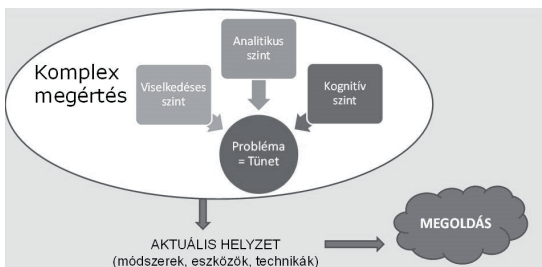 Komplex
megértés
Analitikus
szint
Viselkedéses
szint
Kognitív
szint
Probléma
= Tünet
AKTUÁLIS HELYZET
(módszerek, eszközök, technikák)
MEGOLDÁS